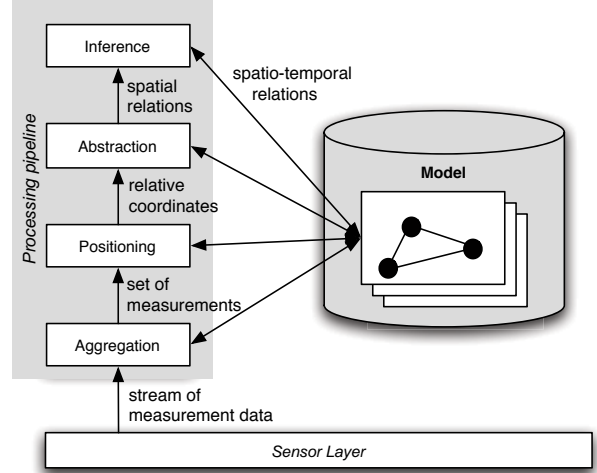 Inference
spatio-temporal
relations
spatial
relations
Processing pipeline
Abstraction
Model
relative
coordinates
Positioning
set of
measurements
Aggregation
stream of
measurement data
Sensor Layer